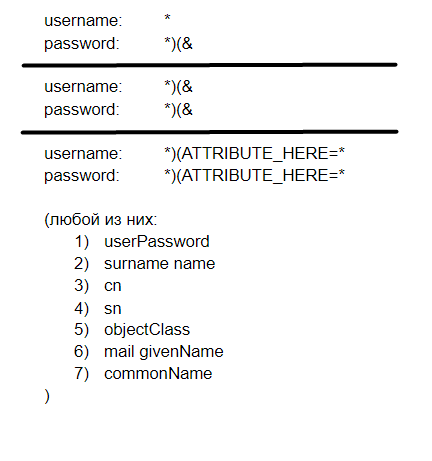 username: *
password: *)(&
username: *)(&
password: *)(&
username: *)(ATTRIBUTE_HERE=*
password: *)(ATTRIBUTE_HERE=*
(любой из них:
1) userPassword
2) surname name
3) cn
4) sn
5) objectClass
6) mail givenName
7) commonName
)